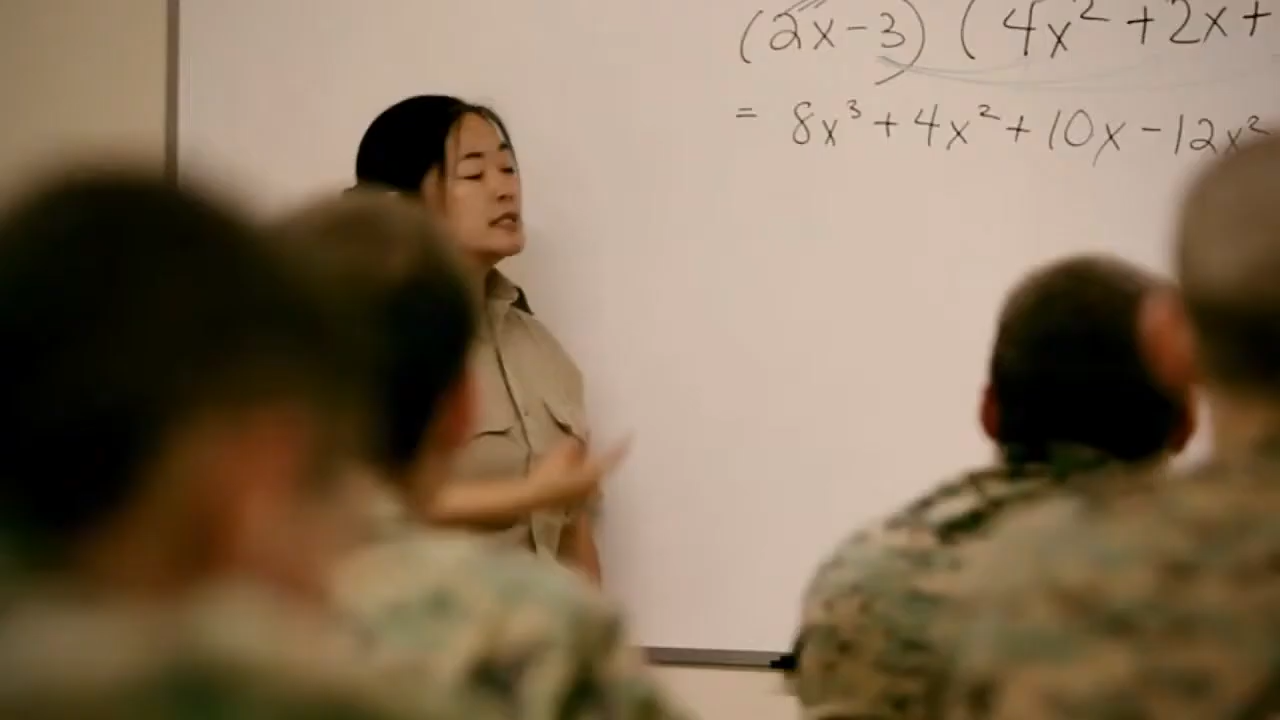 (2x-3) (4x² +2x+
= 8x³ + 4x² + 10x - 12x²